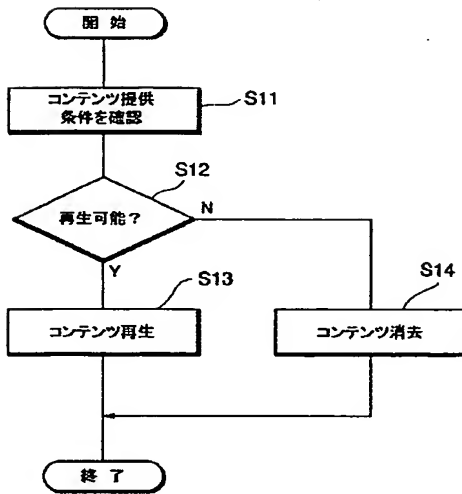 開 始
コンテンツ提供
条件を確認
S11
S12
再生可能？
N
Y
S13
コンテンツ再生
S14
コンテンツ消去
終 了